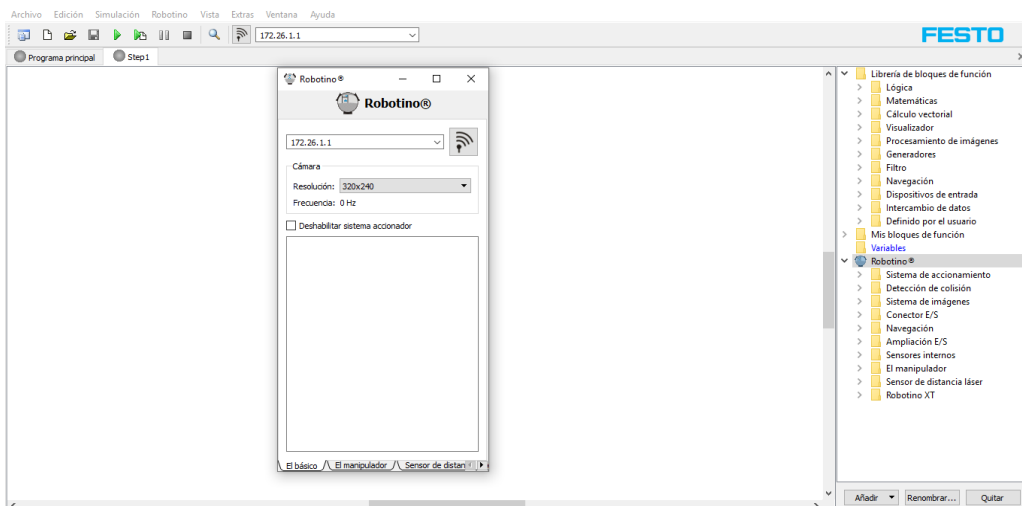 Archivo Edición Simulación Robotino Vista Extras Ventana Ayuda
172.26.1.1
FESTO
Programa principal Step1
Robotino®
Robotino®
172.26.1.1
Cámara
Resolución: 320x240
Frecuencia: 0 Hz
Deshabilitar sistema accionador
El básico El manipulador Sensor de distan
Librería de bloques de función
Lógica
Matemáticas
Cálculo vectorial
Visualizador
Procesamiento de imágenes
Generadores
Filtro
Navegación
Dispositivos de entrada
Intercambio de datos
Definido por el usuario
Mis bloques de función
Variables
Robotino®
Sistema de accionamiento
Detección de colisión
Sistema de imágenes
Conector E/S
Navegación
Ampliación E/S
Sensores internos
El manipulador
Sensor de distancia láser
Robotino XT
Añadir Renombrar... Quitar